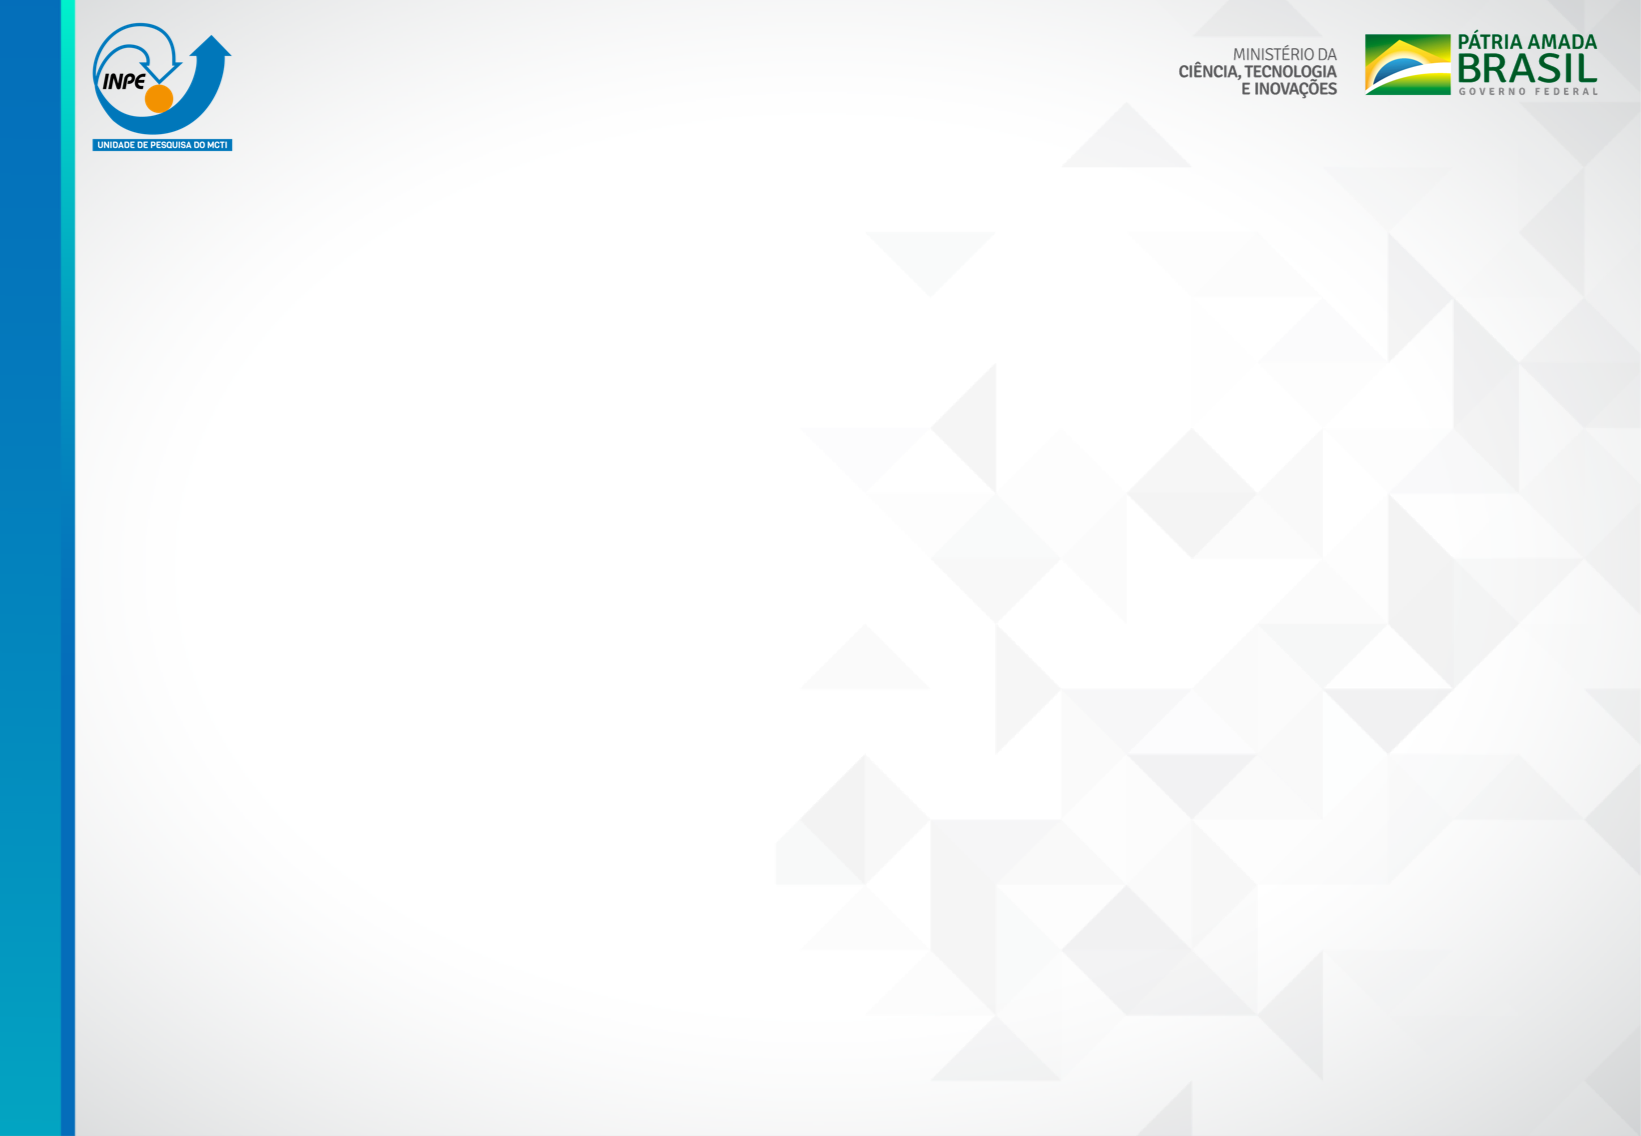 INPE
UNIDADE DE PESQUISA DO MCTI
MINISTÉRIO DA
CIÊNCIA, TECNOLOGIA
E INOVAÇÕES
PÁTRIA AMADA
BRASIL
GOVERNO FEDERAL